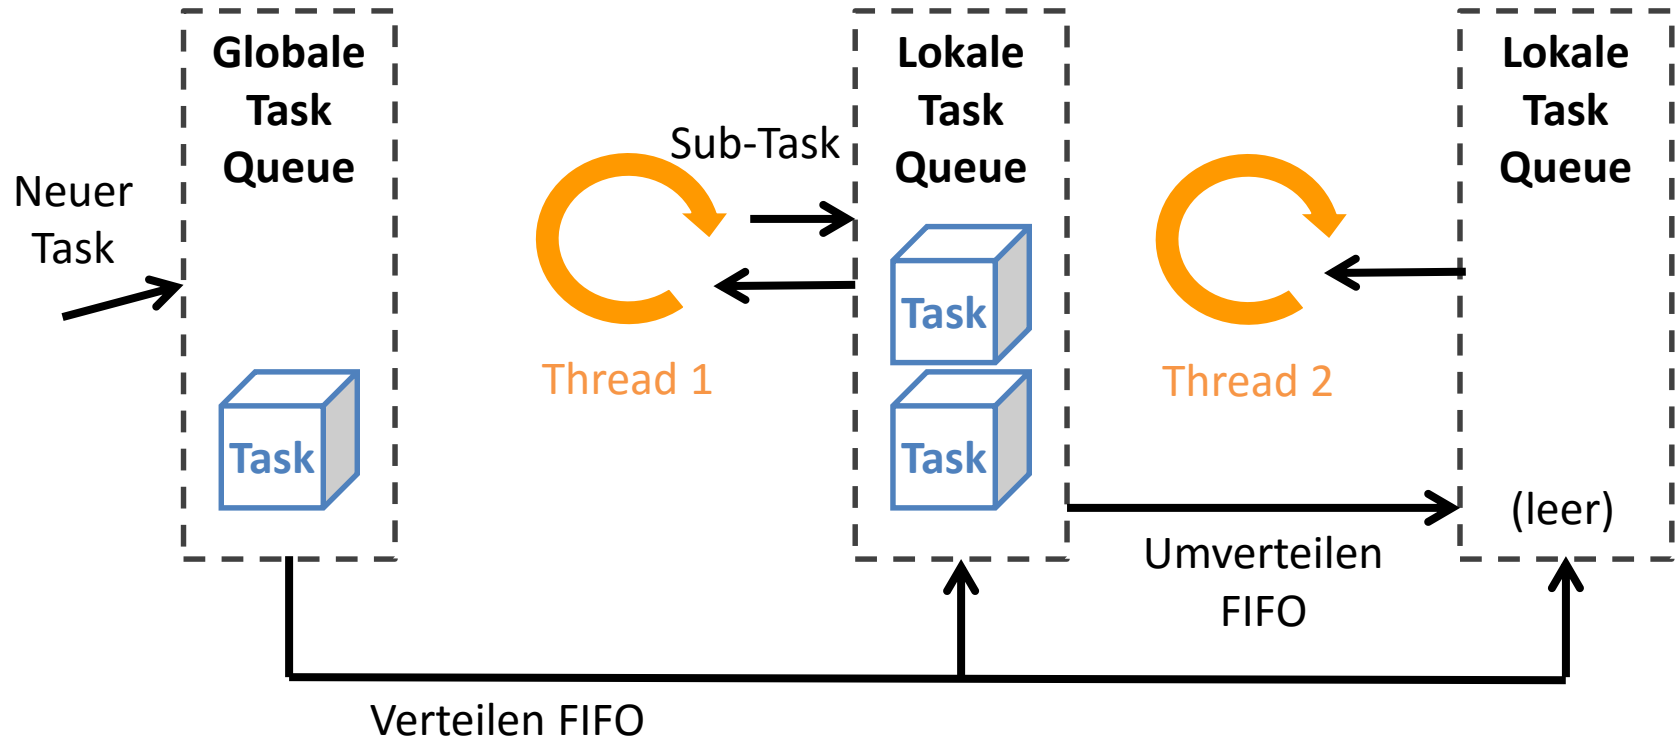 Globale
Task
Queue
Neuer
Task
Task
Sub-Task
Thread 1
Lokale
Task
Queue
Task
Task
Thread 2
Lokale
Task
Queue
(leer)
Umverteilen
FIFO
Verteilen FIFO